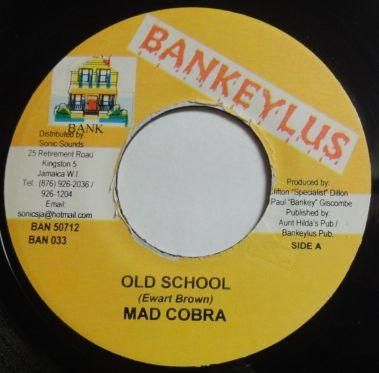 BANKEYLUS
BANK
Distributed by
Sonic Sounds
25 Retirement Road
Kingston 5
Jamaica W.I.
Tel. (876) 926-2036 /
926-1204
Email:
sonicsja@hotmail.com
BAN 50712
BAN 033
Produced by:
Clifton "Specialist" Dillon
Paul "Bankey" Giscombe
Published by:
Aunt Hilda's Pub./
Bankeylus Pub.
SIDE A
OLD SCHOOL
(Ewart Brown)
MAD COBRA